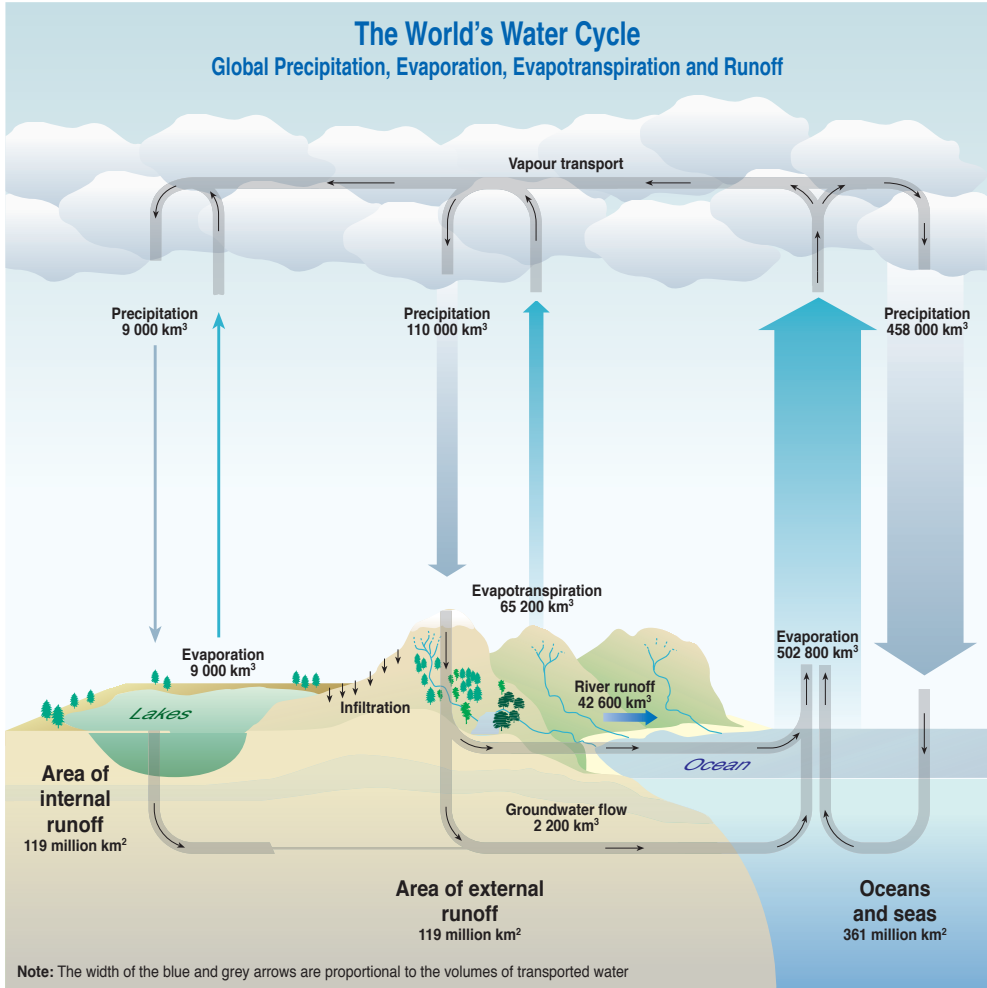 The World's Water Cycle
Global Precipitation, Evaporation, Evapotranspiration and Runoff
Vapour transport
Precipitation
9 000 km³
Precipitation
110 000 km³
Precipitation
458 000 km³
Evapotranspiration
65 200 km³
Evaporation
9 000 km³
Evaporation
502 800 km³
Lakes
Infiltration
River runoff
42 600 km³
Ocean
Area of
internal
runoff
119 million km²
Groundwater flow
2 200 km³
Area of external
runoff
119 million km²
Oceans
and seas
361 million km²
Note: The width of the blue and grey arrows are proportional to the volumes of transported water